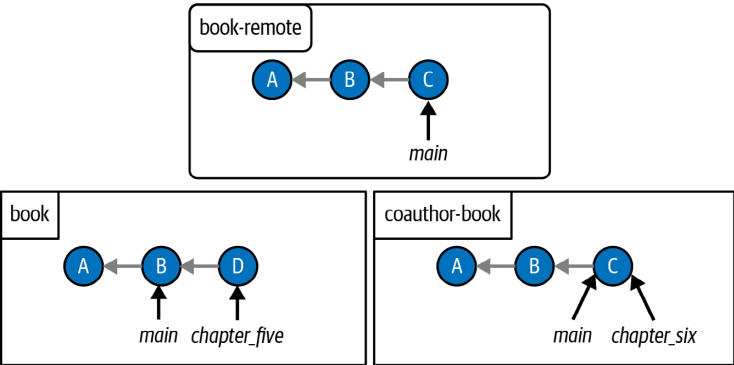 book-remote
A B C
main
book
A B D
main chapter_five
coauthor-book
A B C
main chapter_six